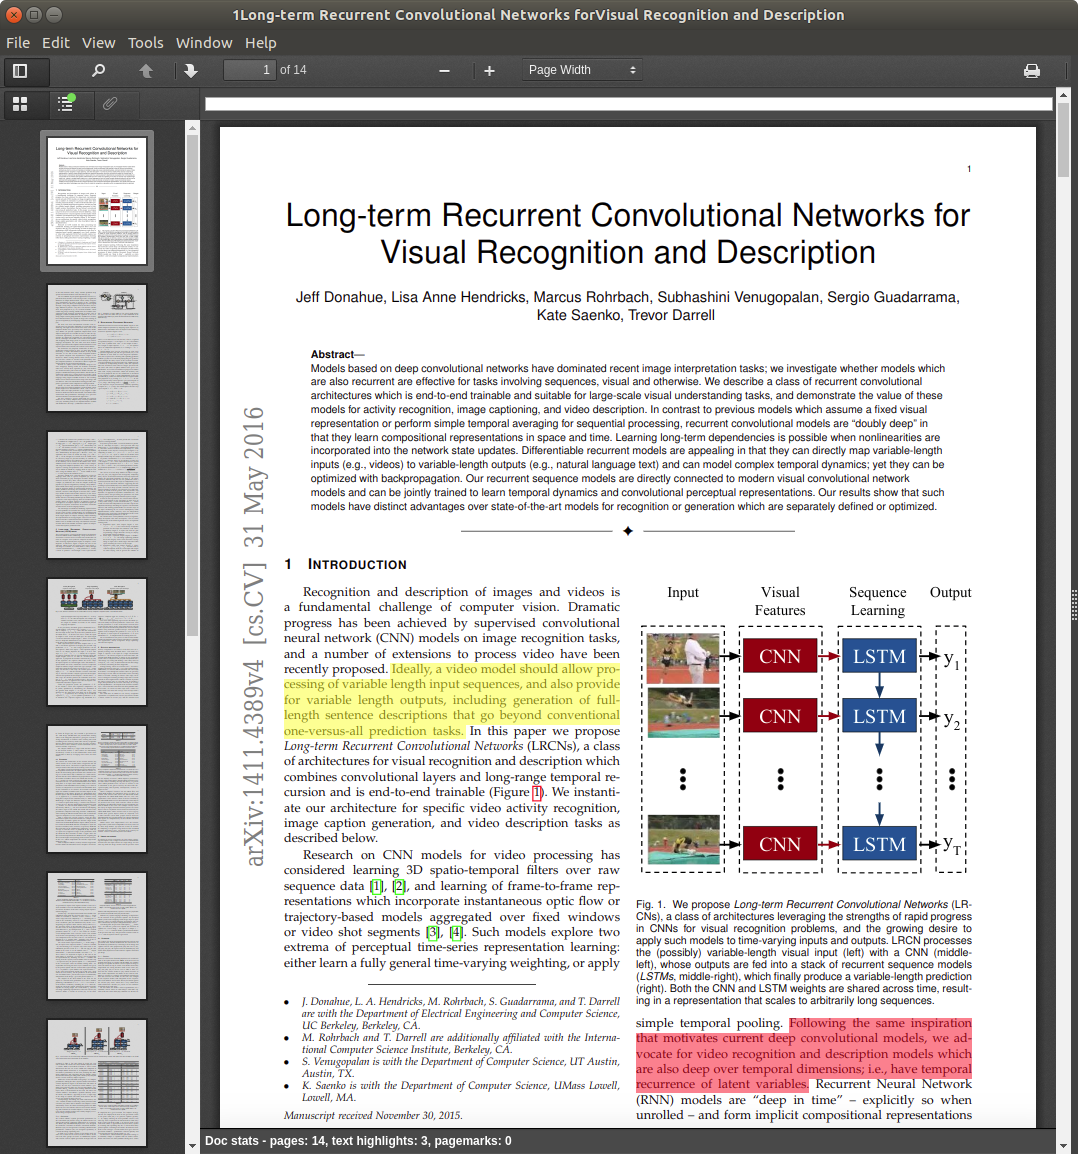 1Long-term Recurrent Convolutional Networks forVisual Recognition and Description
File Edit View Tools Window Help
1 of 14
Page Width
1
Long-term Recurrent Convolutional Networks for
Visual Recognition and Description
Jeff Donahue, Lisa Anne Hendricks, Marcus Rohrbach, Subhashini Venugopalan, Sergio Guadarrama,
Kate Saenko, Trevor Darrell
Abstract—
Models based on deep convolutional networks have dominated recent image interpretation tasks; we investigate whether models which
are also recurrent are effective for tasks involving sequences, visual and otherwise. We describe a class of recurrent convolutional
architectures which is end-to-end trainable and suitable for large-scale visual understanding tasks, and demonstrate the value of these
models for activity recognition, image captioning, and video description. In contrast to previous models which assume a fixed visual
representation or perform simple temporal averaging for sequential processing, recurrent convolutional models are “doubly deep” in
that they learn compositional representations in space and time. Learning long-term dependencies is possible when nonlinearities are
incorporated into the network state updates. Differentiable recurrent models are appealing in that they can directly map variable-length
inputs (e.g., videos) to variable-length outputs (e.g., natural language text) and can model complex temporal dynamics; yet they can be
optimized with backpropagation. Our recurrent sequence models are directly connected to modern visual convolutional network
models and can be jointly trained to learn temporal dynamics and convolutional perceptual representations. Our results show that such
models have distinct advantages over state-of-the-art models for recognition or generation which are separately defined or optimized.
arXiv:1411.4389v4 [cs.CV] 31 May 2016
1 INTRODUCTION
Recognition and description of images and videos is
a fundamental challenge of computer vision. Dramatic
progress has been achieved by supervised convolutional
neural network (CNN) models on image recognition tasks,
and a number of extensions to process video have been
recently proposed. Ideally, a video model should allow pro-
cessing of variable length input sequences, and also provide
for variable length outputs, including generation of full-
length sentence descriptions that go beyond conventional
one-versus-all prediction tasks. In this paper we propose
Long-term Recurrent Convolutional Networks (LRCNs), a class
of architectures for visual recognition and description which
combines convolutional layers and long-range temporal re-
cursion and is end-to-end trainable (Figure 1). We instanti-
ate our architecture for specific video activity recognition,
image caption generation, and video description tasks as
described below.
Research on CNN models for video processing has
considered learning 3D spatio-temporal filters over raw
sequence data [1], [2], and learning of frame-to-frame rep-
resentations which incorporate instantaneous optic flow or
trajectory-based models aggregated over fixed windows
or video shot segments [3], [4]. Such models explore two
extrema of perceptual time-series representation learning:
either learn a fully general time-varying weighting, or apply
• J. Donahue, L. A. Hendricks, M. Rohrbach, S. Guadarrama, and T. Darrell
are with the Department of Electrical Engineering and Computer Science,
UC Berkeley, Berkeley, CA.
• M. Rohrbach and T. Darrell are additionally affiliated with the Interna-
tional Computer Science Institute, Berkeley, CA.
• S. Venugopalan is with the Department of Computer Science, UT Austin,
Austin, TX.
• K. Saenko is with the Department of Computer Science, UMass Lowell,
Lowell, MA.
Manuscript received November 30, 2015.
Input Visual Features Sequence Learning Output
CNN LSTM y1
CNN LSTM y2
CNN LSTM yT
Fig. 1. We propose Long-term Recurrent Convolutional Networks (LR-
CNs), a class of architectures leveraging the strengths of rapid progress
in CNNs for visual recognition problems, and the growing desire to
apply such models to time-varying inputs and outputs. LRCN processes
the (possibly) variable-length visual input (left) with a CNN (middle-
left), whose outputs are fed into a stack of recurrent sequence models
(LSTMs, middle-right), which finally produce a variable-length prediction
(right). Both the CNN and LSTM weights are shared across time, result-
ing in a representation that scales to arbitrarily long sequences.
simple temporal pooling. Following the same inspiration
that motivates current deep convolutional models, we ad-
vocate for video recognition and description models which
are also deep over temporal dimensions; i.e., have temporal
recurrence of latent variables. Recurrent Neural Network
(RNN) models are “deep in time” – explicitly so when
unrolled – and form implicit compositional representations
Doc stats - pages: 14, text highlights: 3, pagemarks: 0